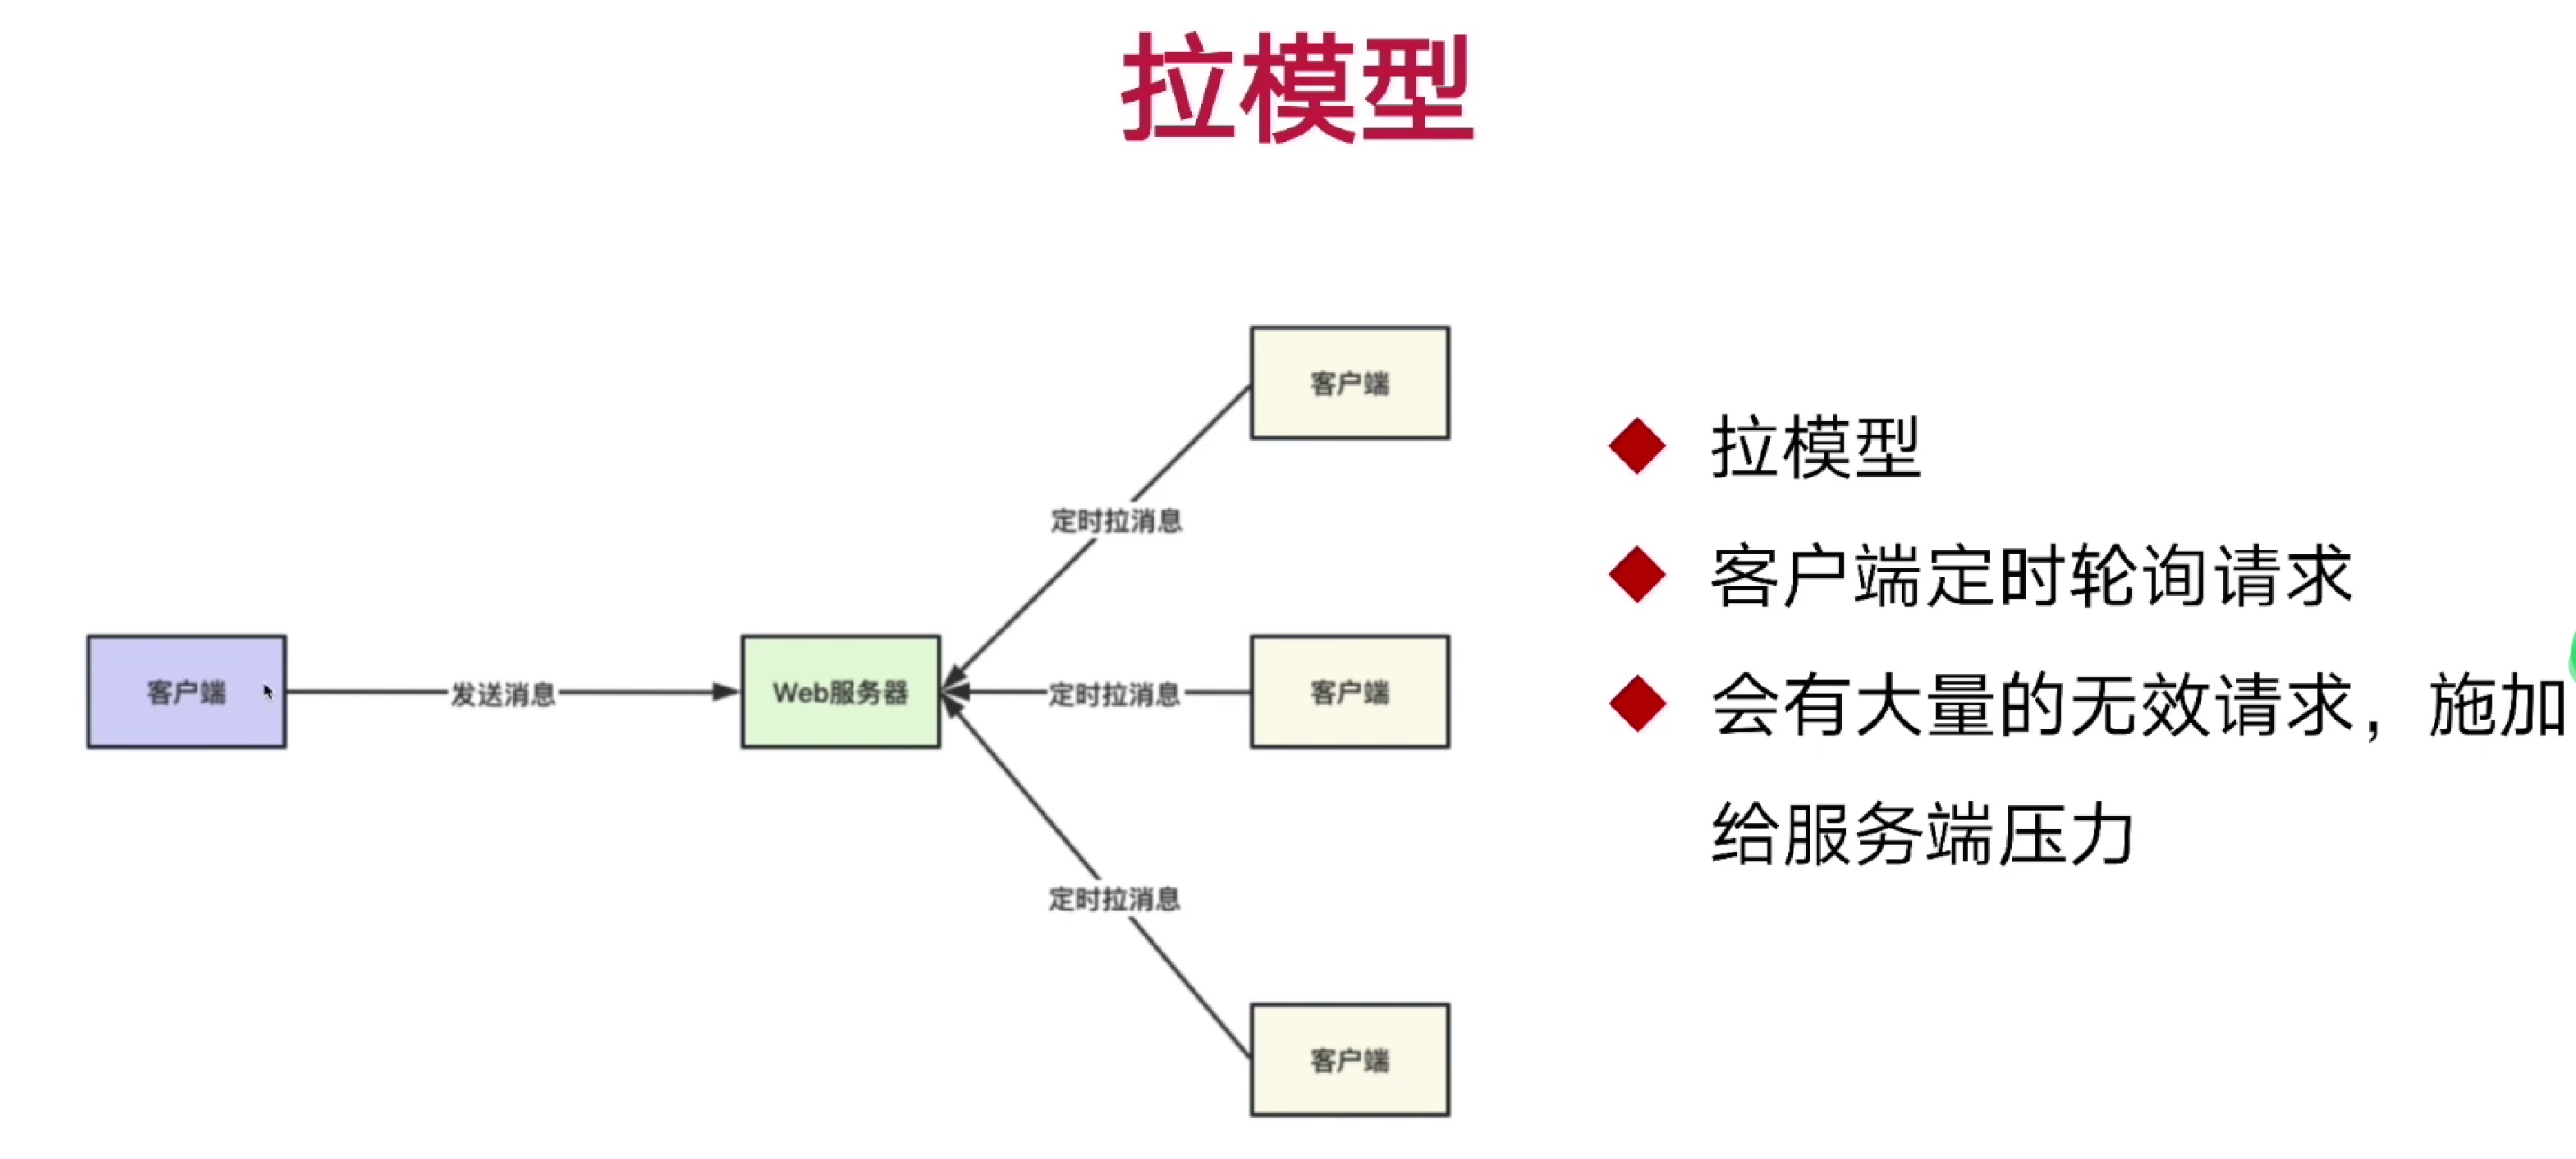 拉模型
客户端
定时拉消息
客户端
发送消息
Web服务器
定时拉消息
客户端
定时拉消息
客户端
拉模型
客户端定时轮询请求
会有大量的无效请求，施加
给服务端压力